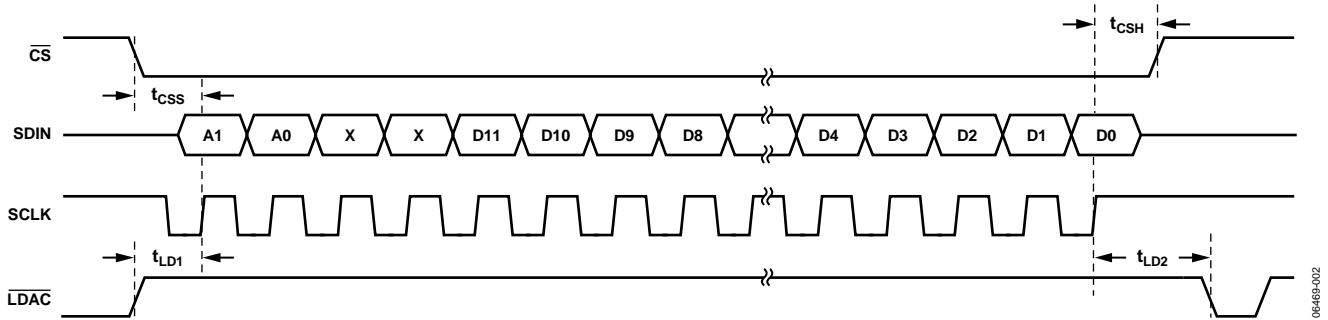 CS
tCSH
tCSS
SDIN
A1 A0 X X D11 D10 D9 D8 D4 D3 D2 D1 D0
SCLK
tLD1
tLD2
LDAC
06469-002